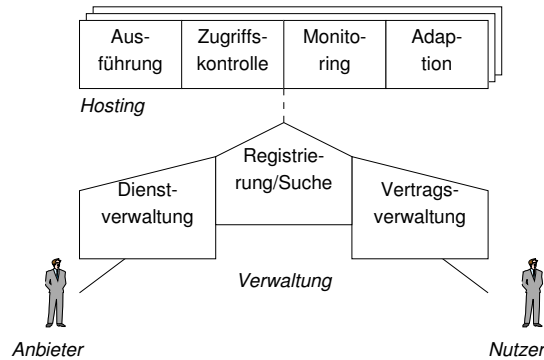 Aus-
führung
Zugriffs-
kontrolle
Monito-
ring
Adap-
tion
Hosting
Registrie-
rung/Suche
Dienst-
verwaltung
Vertrags-
verwaltung
Verwaltung
Anbieter
Nutzer